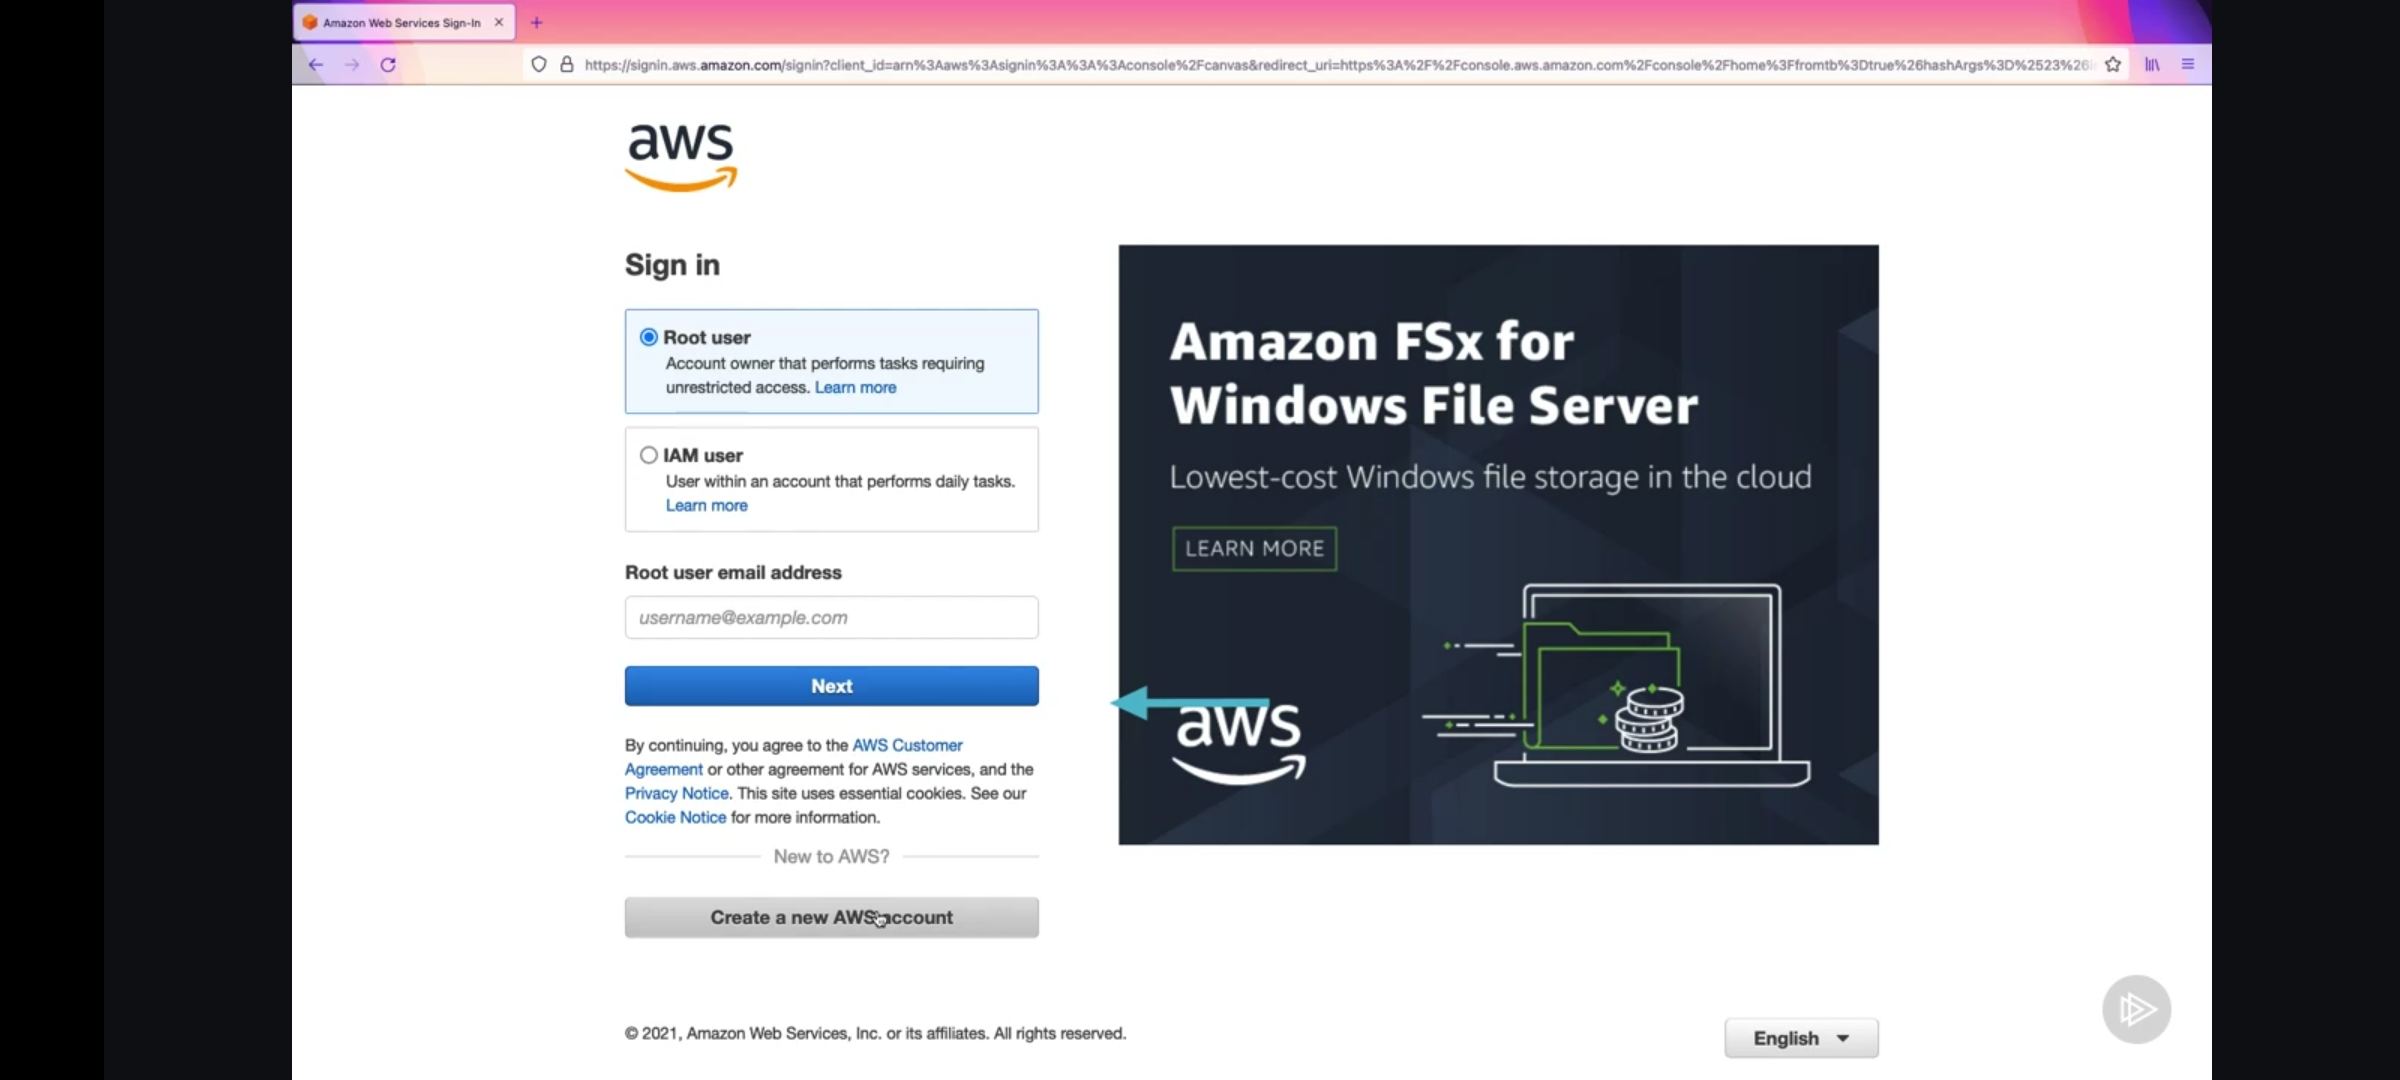 Amazon Web Services Sign-In
https://signin.aws.amazon.com/signin?client_id=arn%3Aaws%3Asignin%3A%3A%3Aconsole%2Fcanvas&redirect_uri=https%3A%2F%2Fconsole.aws.amazon.com%2Fconsole%2Fhome%3Ffromtb%3Dtrue%26hashArgs%3D%2523%26
aws
Sign in
Root user
Account owner that performs tasks requiring
unrestricted access. Learn more
IAM user
User within an account that performs daily tasks.
Learn more
Root user email address
username@example.com
Next
By continuing, you agree to the AWS Customer
Agreement or other agreement for AWS services, and the
Privacy Notice. This site uses essential cookies. See our
Cookie Notice for more information.
New to AWS?
Create a new AWS account
Amazon FSx for
Windows File Server
Lowest-cost Windows file storage in the cloud
LEARN MORE
aws
© 2021, Amazon Web Services, Inc. or its affiliates. All rights reserved.
English